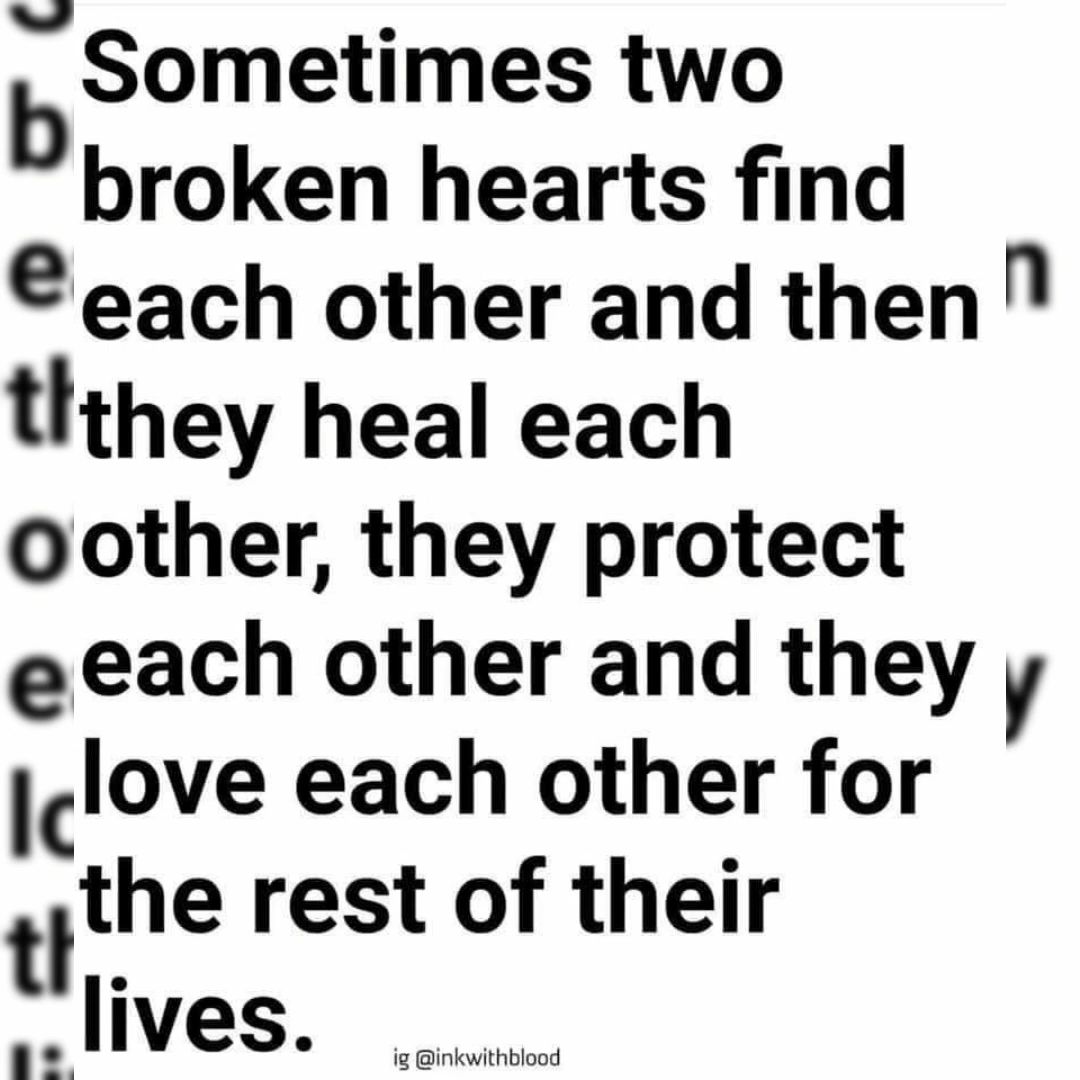 Sometimes two
broken hearts find
each other and then
they heal each
other, they protect
each other and they
love each other for
the rest of their
lives.
ig @inkwithblood